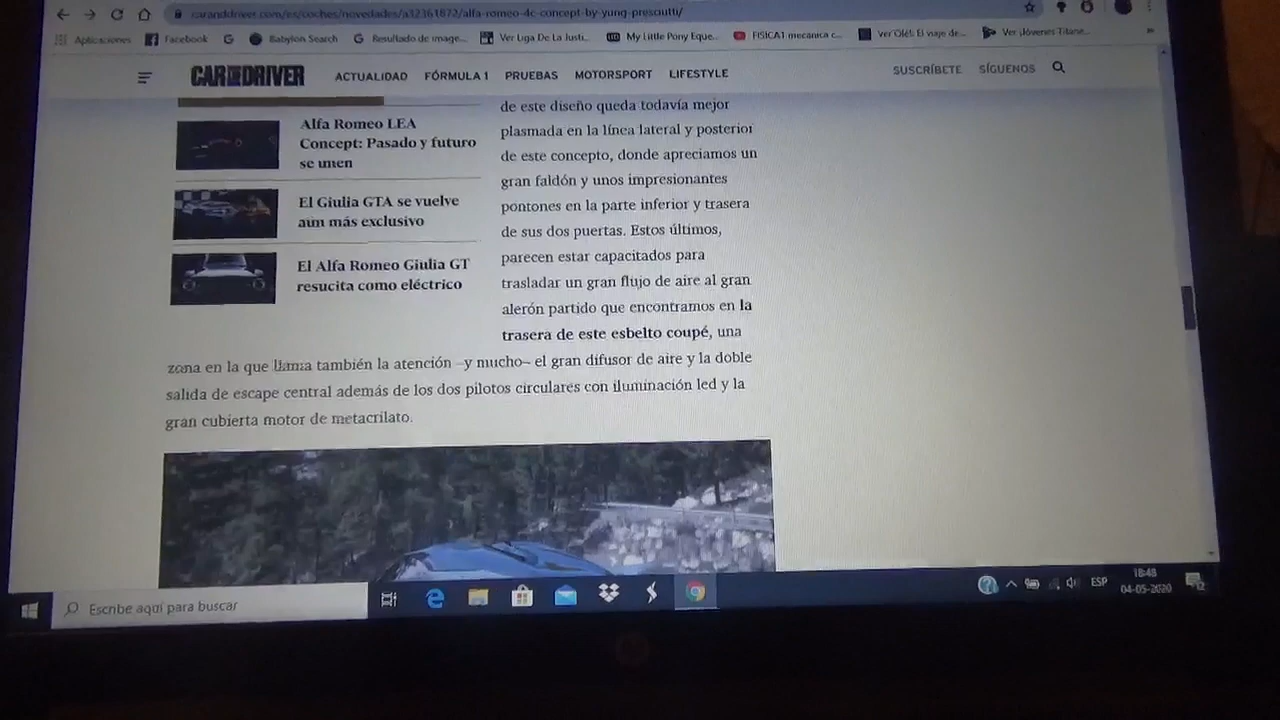 caranddriver.com/es/coches/novedades/a12361872/alfa-romeo-4c-concept-by-yung-presciutti/
Aplicaciones Facebook Babylon Search Resultado de image... Ver Liga De La Justi... My Little Pony Eque... FISICA1 mecánica c... Ver Olé!: El viaje de... Ver Jóvenes Titane...
CAR AND DRIVER ACTUALIDAD FÓRMULA 1 PRUEBAS MOTORSPORT LIFESTYLE SUSCRÍBETE SÍGUENOS
Alfa Romeo LEA
Concept: Pasado y futuro
se unen
El Giulia GTA se vuelve
aún más exclusivo
El Alfa Romeo Giulia GT
resucita como eléctrico
de este diseño queda todavía mejor
plasmada en la línea lateral y posterior
de este concepto, donde apreciamos un
gran faldón y unos impresionantes
pontones en la parte inferior y trasera
de sus dos puertas. Estos últimos,
parecen estar capacitados para
trasladar un gran flujo de aire al gran
alerón partido que encontramos en la
trasera de este esbelto coupé, una
zona en la que llama también la atención –y mucho– el gran difusor de aire y la doble
salida de escape central además de los dos pilotos circulares con iluminación led y la
gran cubierta motor de metacrilato.
Escribe aquí para buscar
ESP
18:48
04-05-2020